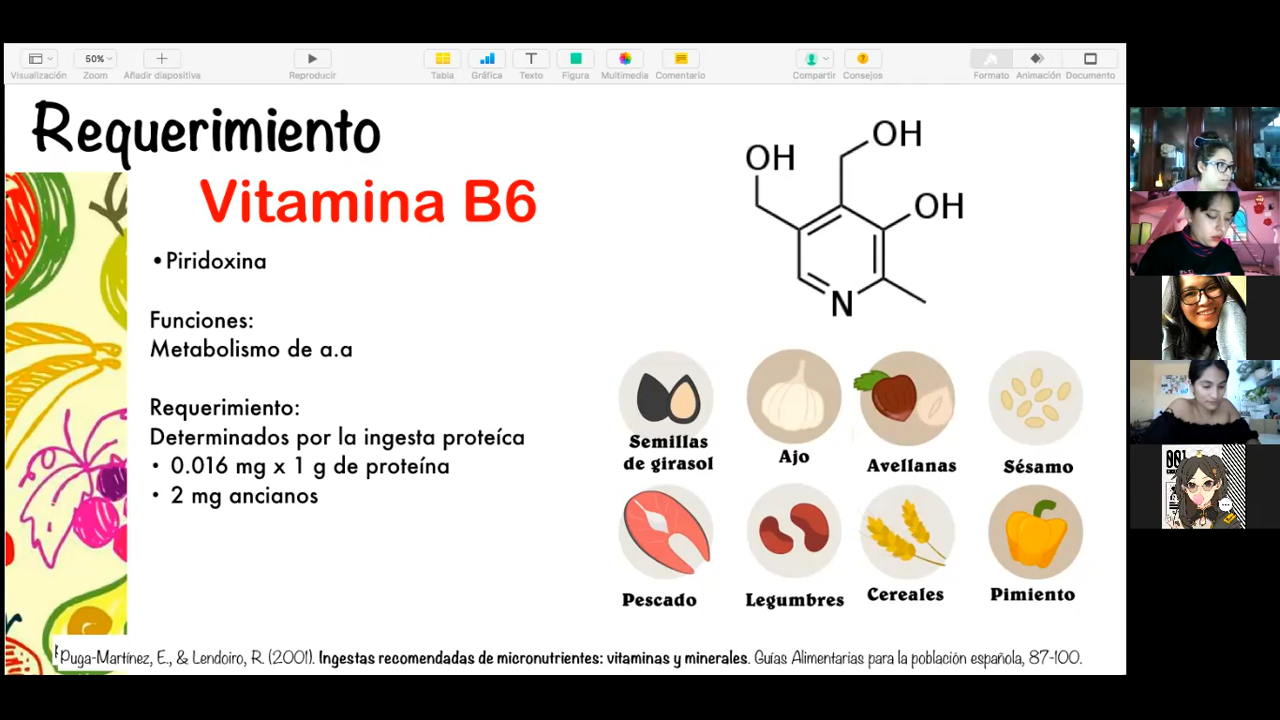 50%
Visualización
Zoom
Añadir diapositiva
Reproducir
Tabla
Gráfica
Texto
Figura
Multimedia
Comentario
Compartir
Consejos
Formato
Animación
Documento
Requerimiento
Vitamina B6
•Piridoxina
Funciones:
Metabolismo de a.a
Requerimiento:
Determinados por la ingesta proteíca
• 0.016 mg x 1 g de proteína
• 2 mg ancianos
OH
OH
OH
N
Semillas
de girasol
Ajo
Avellanas
Sésamo
Pescado
Legumbres
Cereales
Pimiento
Puga-Martínez, E., & Lendoiro, R. (2001). Ingestas recomendadas de micronutrientes: vitaminas y minerales. Guías Alimentarias para la población española, 87-100.
001